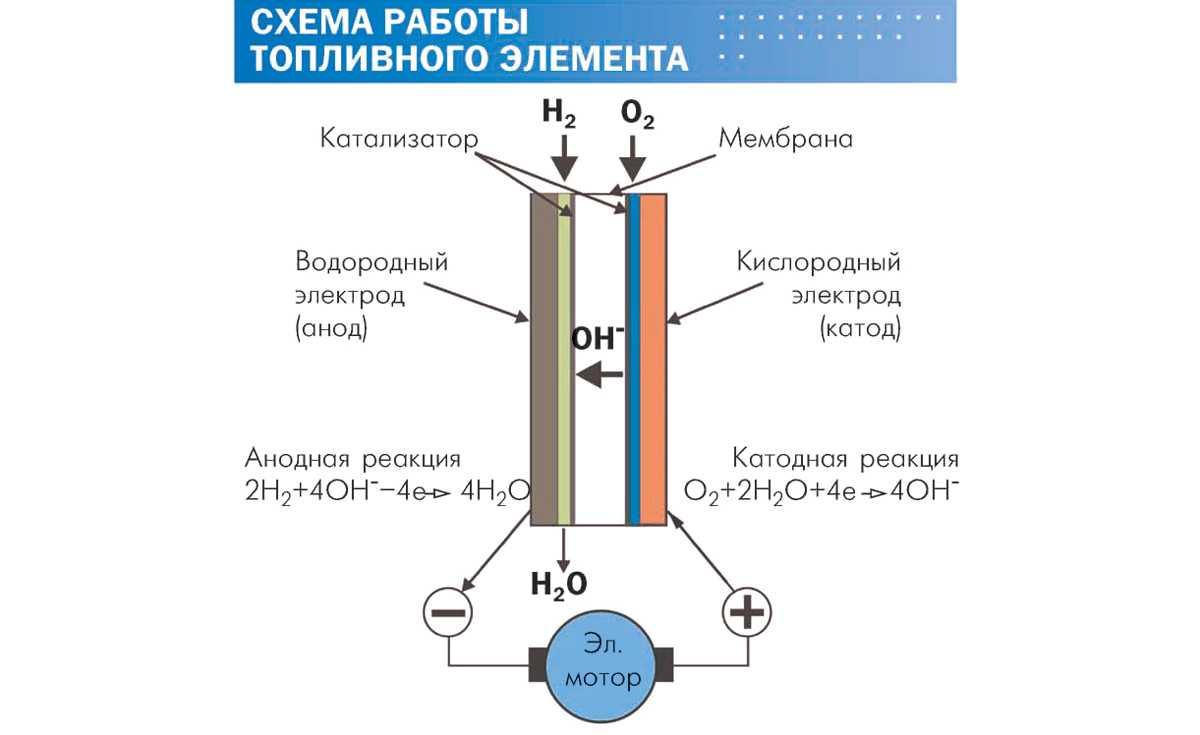 СХЕМА РАБОТЫ
ТОПЛИВНОГО ЭЛЕМЕНТА
H₂
O₂
Катализатор
Мембрана
Водородный
электрод
(анод)
Кислородный
электрод
(катод)
OH⁻
Анодная реакция
2H₂+4OH⁻−4e→ 4H₂O
Катодная реакция
O₂+2H₂O+4e→4OH⁻
H₂O
−
+
Эл.
мотор